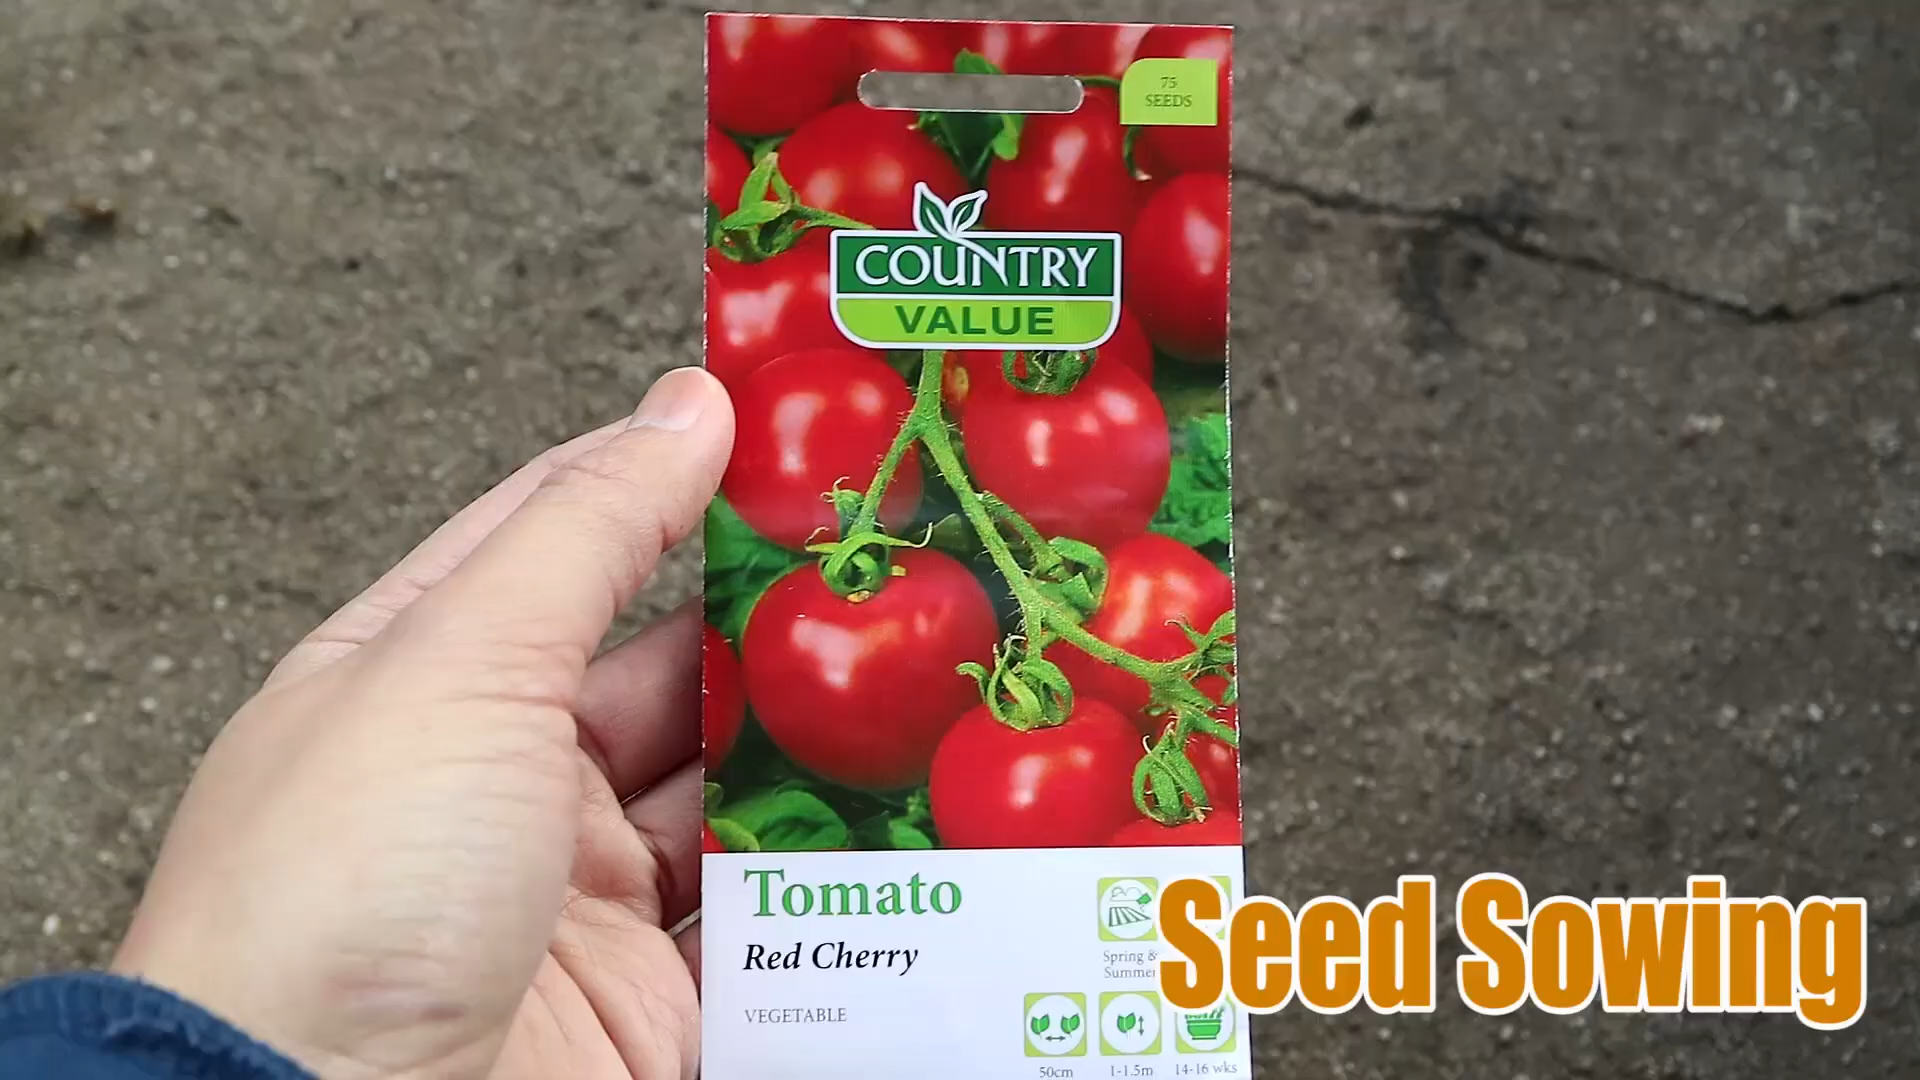 75
SEEDS
COUNTRY
VALUE
Tomato
Red Cherry
VEGETABLE
Spring &
Summer
Seed Sowing
50cm
1-1.5m
14-16 wks